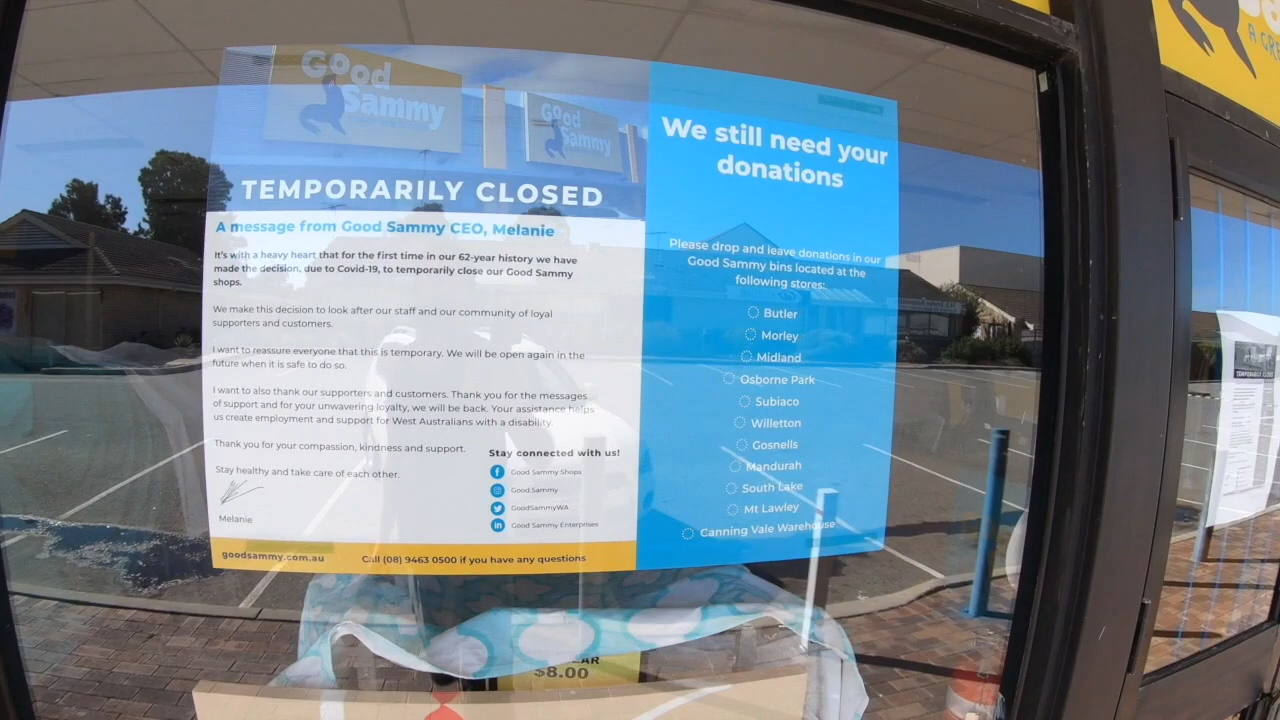 Good
Sammy
Good
Sammy
TEMPORARILY CLOSED
A message from Good Sammy CEO, Melanie
It's with a heavy heart that for the first time in our 62-year history we have
made the decision, due to Covid-19, to temporarily close our Good Sammy
shops.
We make this decision to look after our staff and our community of loyal
supporters and customers.
I want to reassure everyone that this is temporary. We will be open again in the
future when it is safe to do so.
I want to also thank our supporters and customers. Thank you for the messages
of support and for your unwavering loyalty, we will be back. Your assistance helps
us create employment and support for West Australians with a disability.
Thank you for your compassion, kindness and support.
Stay healthy and take care of each other.
Melanie
Stay connected with us!
Good Sammy Shops
Good.Sammy
GoodSammyWA
Good Sammy Enterprises
goodsammy.com.au Call (08) 9463 0500 if you have any questions
We still need your
donations
Please drop and leave donations in our
Good Sammy bins located at the
following stores:
Butler
Morley
Midland
Osborne Park
Subiaco
Willetton
Gosnells
Mandurah
South Lake
Mt Lawley
Canning Vale Warehouse
$8.00
A GRE
TEMPORARILY CLOSED